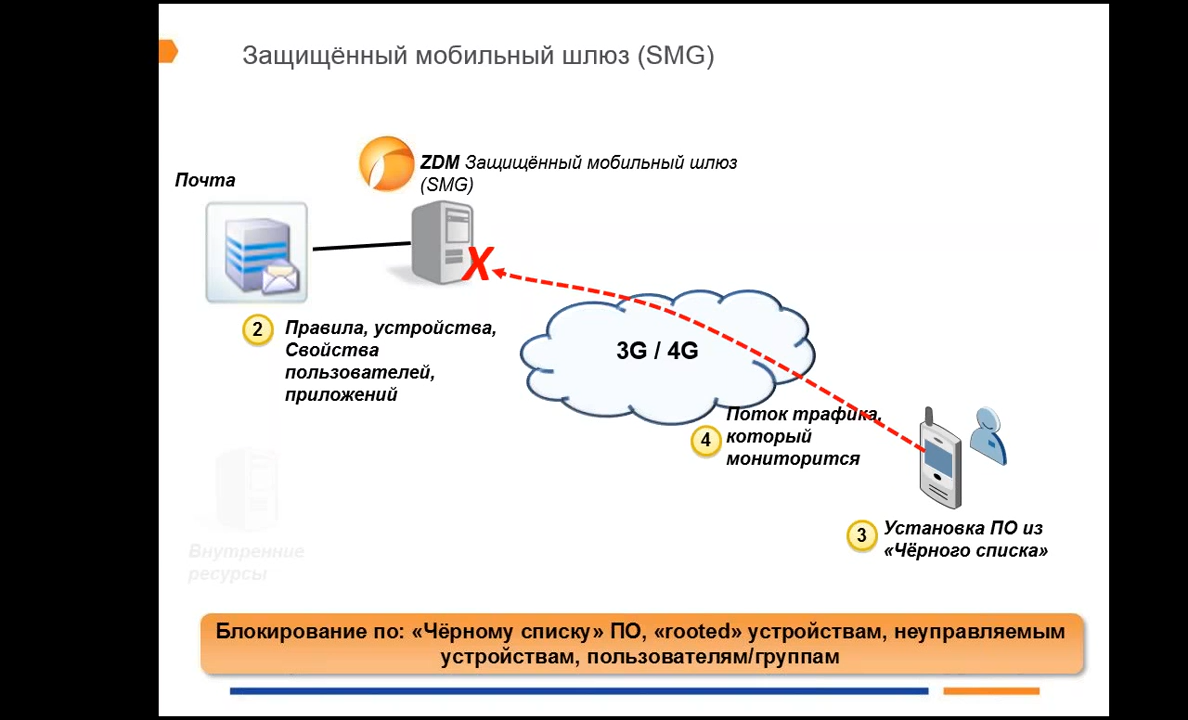 Защищённый мобильный шлюз (SMG)
ZDM Защищённый мобильный шлюз
(SMG)
Почта
X
2
Правила, устройства,
Свойства
пользователей,
приложений
3G / 4G
4
Поток трафика,
который
мониторится
3
Установка ПО из
«Чёрного списка»
Внутренние
ресурсы
Блокирование по: «Чёрному списку» ПО, «rooted» устройствам, неуправляемым
устройствам, пользователям/группам